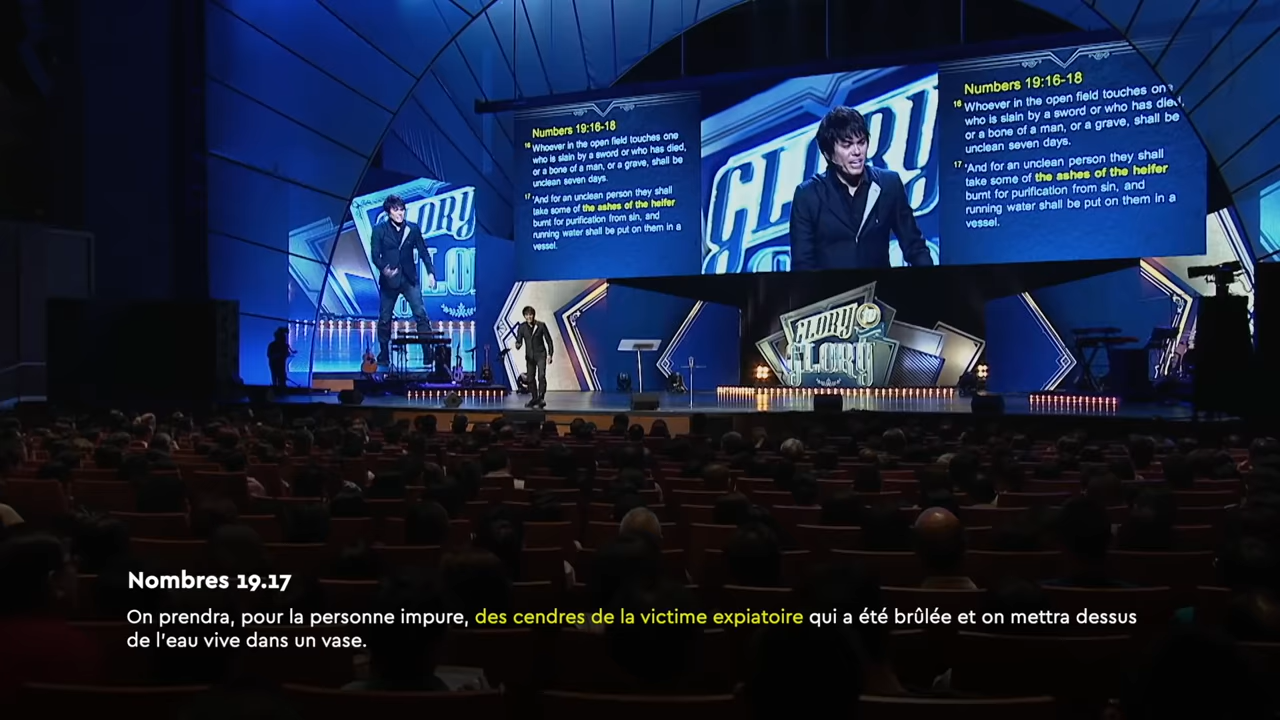 Numbers 19:16-18
16 Whoever in the open field touches one
who is slain by a sword or who has died,
or a bone of a man, or a grave, shall be
unclean seven days.
17 'And for an unclean person they shall
take some of the ashes of the heifer
burnt for purification from sin, and
running water shall be put on them in a
vessel.
GLORY
GLORY
Numbers 19:16-18
16 Whoever in the open field touches one
who is slain by a sword or who has died,
or a bone of a man, or a grave, shall be
unclean seven days.
17 'And for an unclean person they shall
take some of the ashes of the heifer
burnt for purification from sin, and
running water shall be put on them in a
vessel.
GLORY
to
GLORY
Nombres 19.17
On prendra, pour la personne impure, des cendres de la victime expiatoire qui a été brûlée et on mettra dessus
de l'eau vive dans un vase.